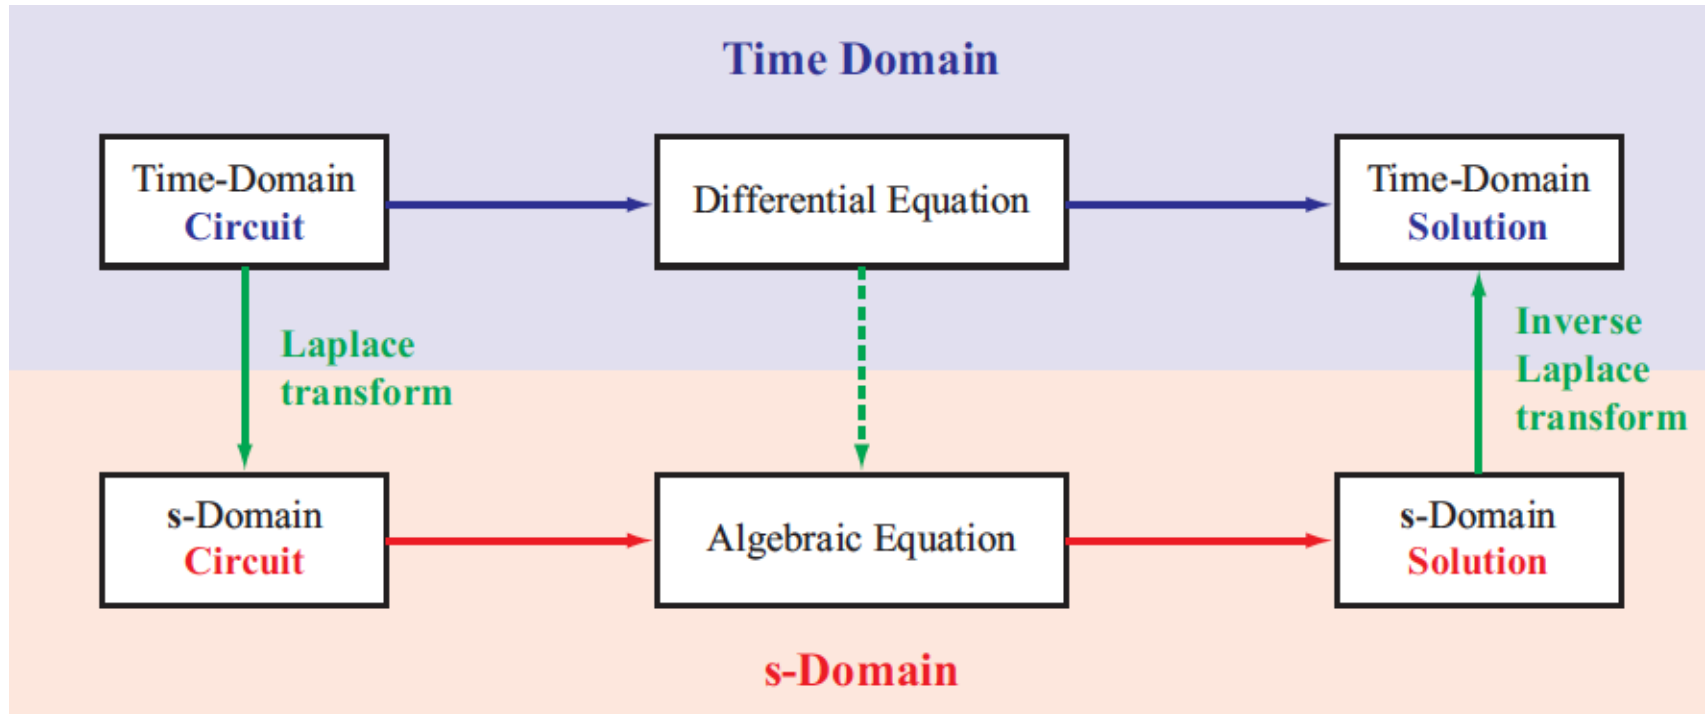 Time Domain
Time-Domain
Circuit
Differential Equation
Time-Domain
Solution
Laplace
transform
Inverse
Laplace
transform
s-Domain
Circuit
Algebraic Equation
s-Domain
Solution
s-Domain